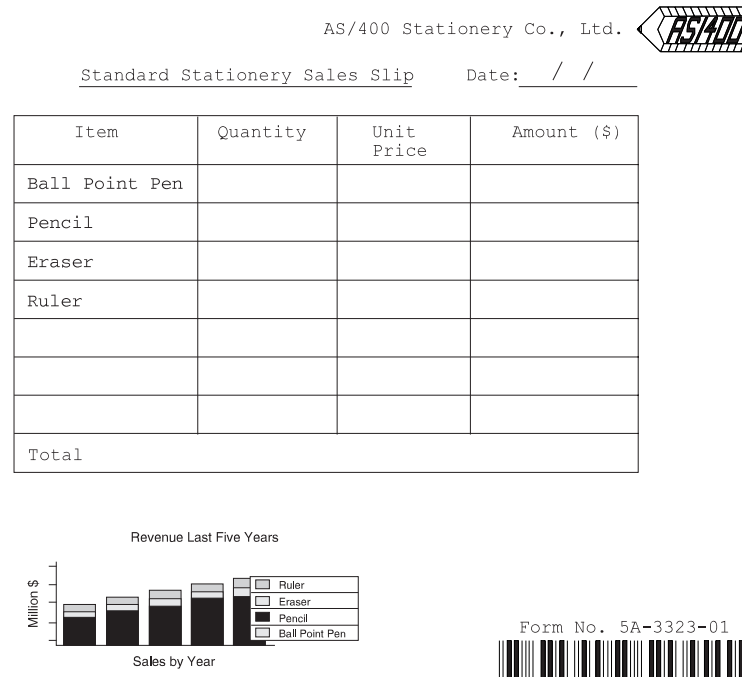 AS/400 Stationery Co., Ltd.
AS/400
Standard Stationery Sales Slip Date: / /
Item Quantity Unit Price Amount ($)
Ball Point Pen
Pencil
Eraser
Ruler
Total
Revenue Last Five Years
Million $
Ruler
Eraser
Pencil
Ball Point Pen
Sales by Year
Form No. 5A-3323-01